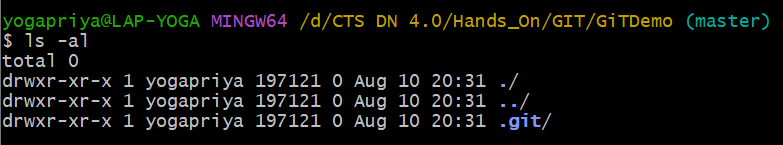 yogapriya@LAP-YOGA MINGW64 /d/CTS DN 4.0/Hands_On/GIT/GiTDemo (master)
$ ls -al
total 0
drwxr-xr-x 1 yogapriya 197121 0 Aug 10 20:31 ./
drwxr-xr-x 1 yogapriya 197121 0 Aug 10 20:31 ../
drwxr-xr-x 1 yogapriya 197121 0 Aug 10 20:31 .git/